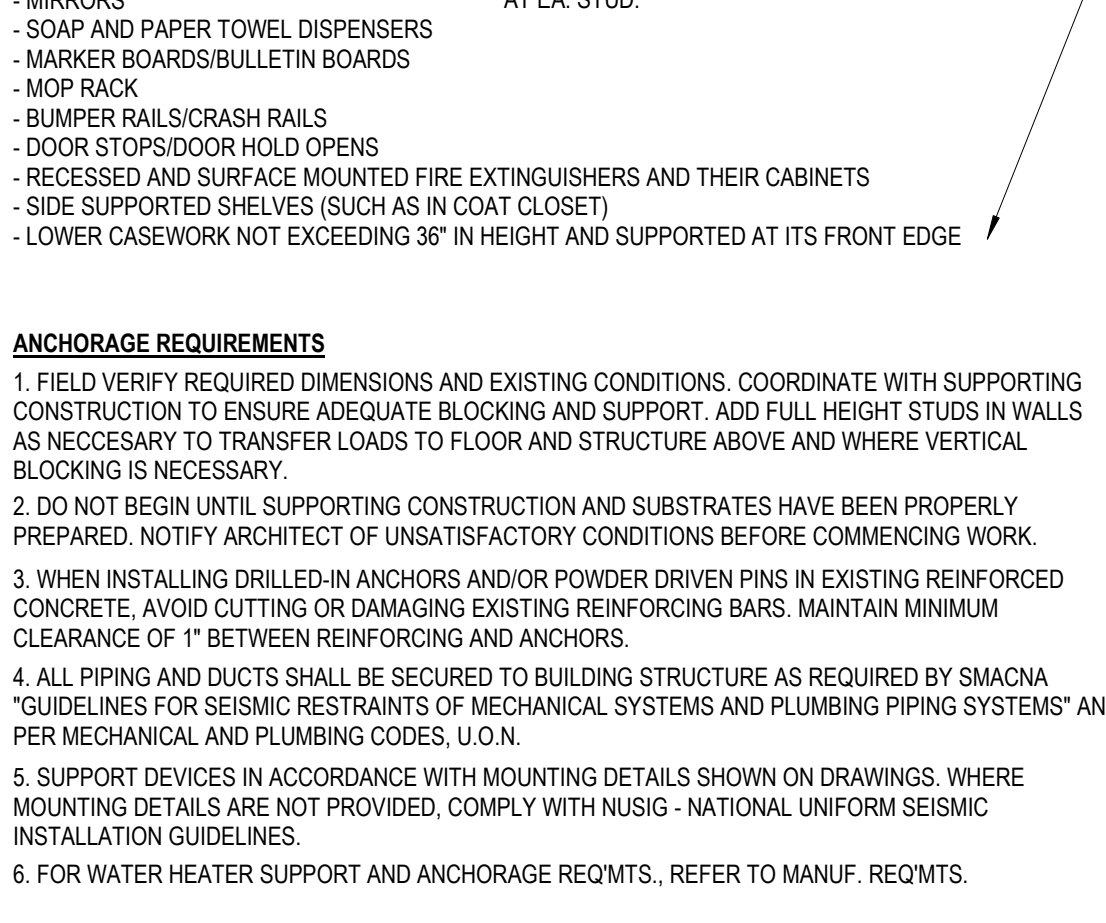 - MIRRORS
AT EA. STUD.
- SOAP AND PAPER TOWEL DISPENSERS
- MARKER BOARDS/BULLETIN BOARDS
- MOP RACK
- BUMPER RAILS/CRASH RAILS
- DOOR STOPS/DOOR HOLD OPENS
- RECESSED AND SURFACE MOUNTED FIRE EXTINGUISHERS AND THEIR CABINETS
- SIDE SUPPORTED SHELVES (SUCH AS IN COAT CLOSET)
- LOWER CASEWORK NOT EXCEEDING 36" IN HEIGHT AND SUPPORTED AT ITS FRONT EDGE
ANCHORAGE REQUIREMENTS
1. FIELD VERIFY REQUIRED DIMENSIONS AND EXISTING CONDITIONS. COORDINATE WITH SUPPORTING
CONSTRUCTION TO ENSURE ADEQUATE BLOCKING AND SUPPORT. ADD FULL HEIGHT STUDS IN WALLS
AS NECCESARY TO TRANSFER LOADS TO FLOOR AND STRUCTURE ABOVE AND WHERE VERTICAL
BLOCKING IS NECESSARY.
2. DO NOT BEGIN UNTIL SUPPORTING CONSTRUCTION AND SUBSTRATES HAVE BEEN PROPERLY
PREPARED. NOTIFY ARCHITECT OF UNSATISFACTORY CONDITIONS BEFORE COMMENCING WORK.
3. WHEN INSTALLING DRILLED-IN ANCHORS AND/OR POWDER DRIVEN PINS IN EXISTING REINFORCED
CONCRETE, AVOID CUTTING OR DAMAGING EXISTING REINFORCING BARS. MAINTAIN MINIMUM
CLEARANCE OF 1" BETWEEN REINFORCING AND ANCHORS.
4. ALL PIPING AND DUCTS SHALL BE SECURED TO BUILDING STRUCTURE AS REQUIRED BY SMACNA
"GUIDELINES FOR SEISMIC RESTRAINTS OF MECHANICAL SYSTEMS AND PLUMBING PIPING SYSTEMS" AN
PER MECHANICAL AND PLUMBING CODES, U.O.N.
5. SUPPORT DEVICES IN ACCORDANCE WITH MOUNTING DETAILS SHOWN ON DRAWINGS. WHERE
MOUNTING DETAILS ARE NOT PROVIDED, COMPLY WITH NUSIG - NATIONAL UNIFORM SEISMIC
INSTALLATION GUIDELINES.
6. FOR WATER HEATER SUPPORT AND ANCHORAGE REQ'MTS., REFER TO MANUF. REQ'MTS.